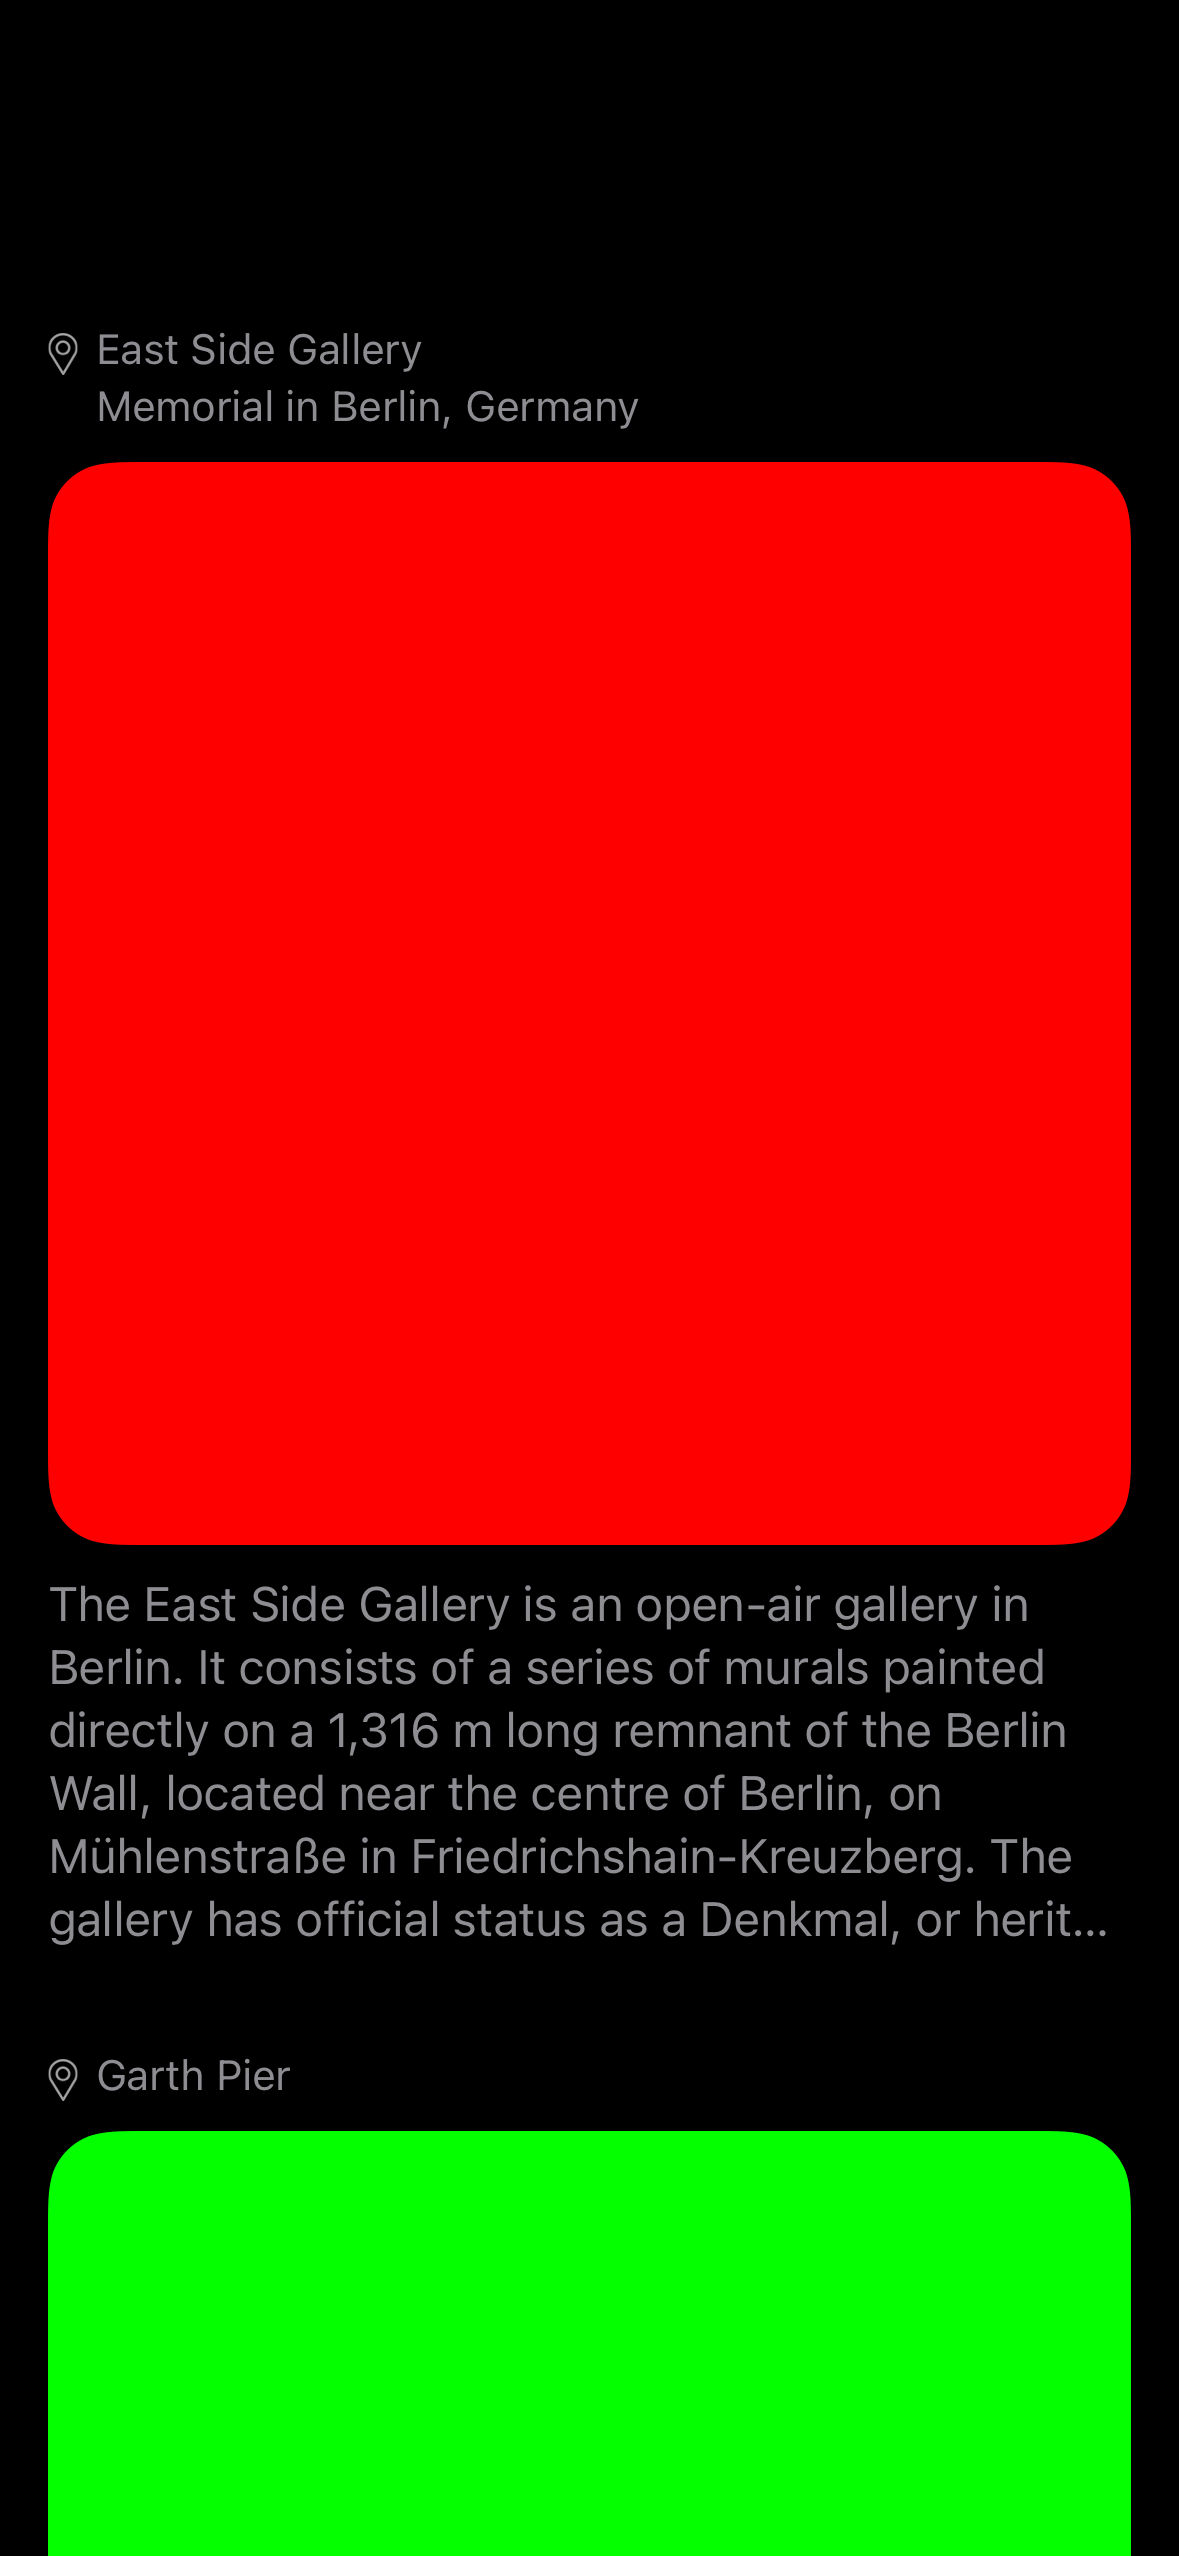 East Side Gallery
Memorial in Berlin, Germany
The East Side Gallery is an open-air gallery in
Berlin. It consists of a series of murals painted
directly on a 1,316 m long remnant of the Berlin
Wall, located near the centre of Berlin, on
Mühlenstraße in Friedrichshain-Kreuzberg. The
gallery has official status as a Denkmal, or herit...
Garth Pier